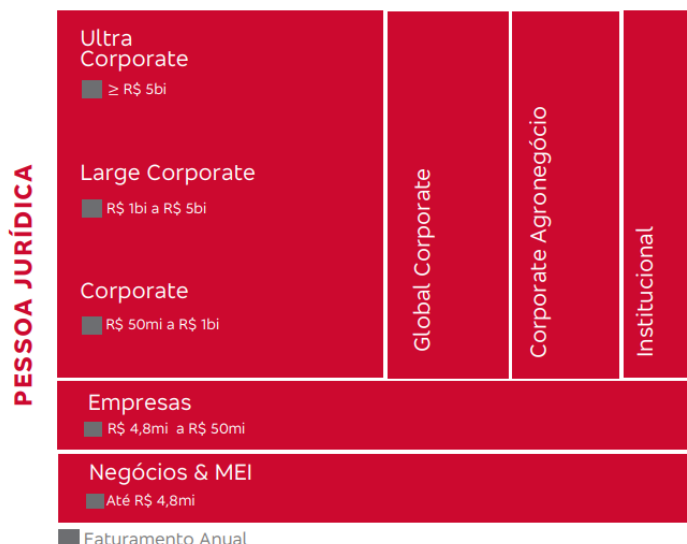 PESSOA JURÍDICA
Ultra
Corporate
≥ R$ 5bi
Large Corporate
R$ 1bi a R$ 5bi
Corporate
R$ 50mi a R$ 1bi
Global Corporate
Corporate Agronegócio
Institucional
Empresas
R$ 4,8mi a R$ 50mi
Negócios & MEI
Até R$ 4,8mi
Faturamento Anual